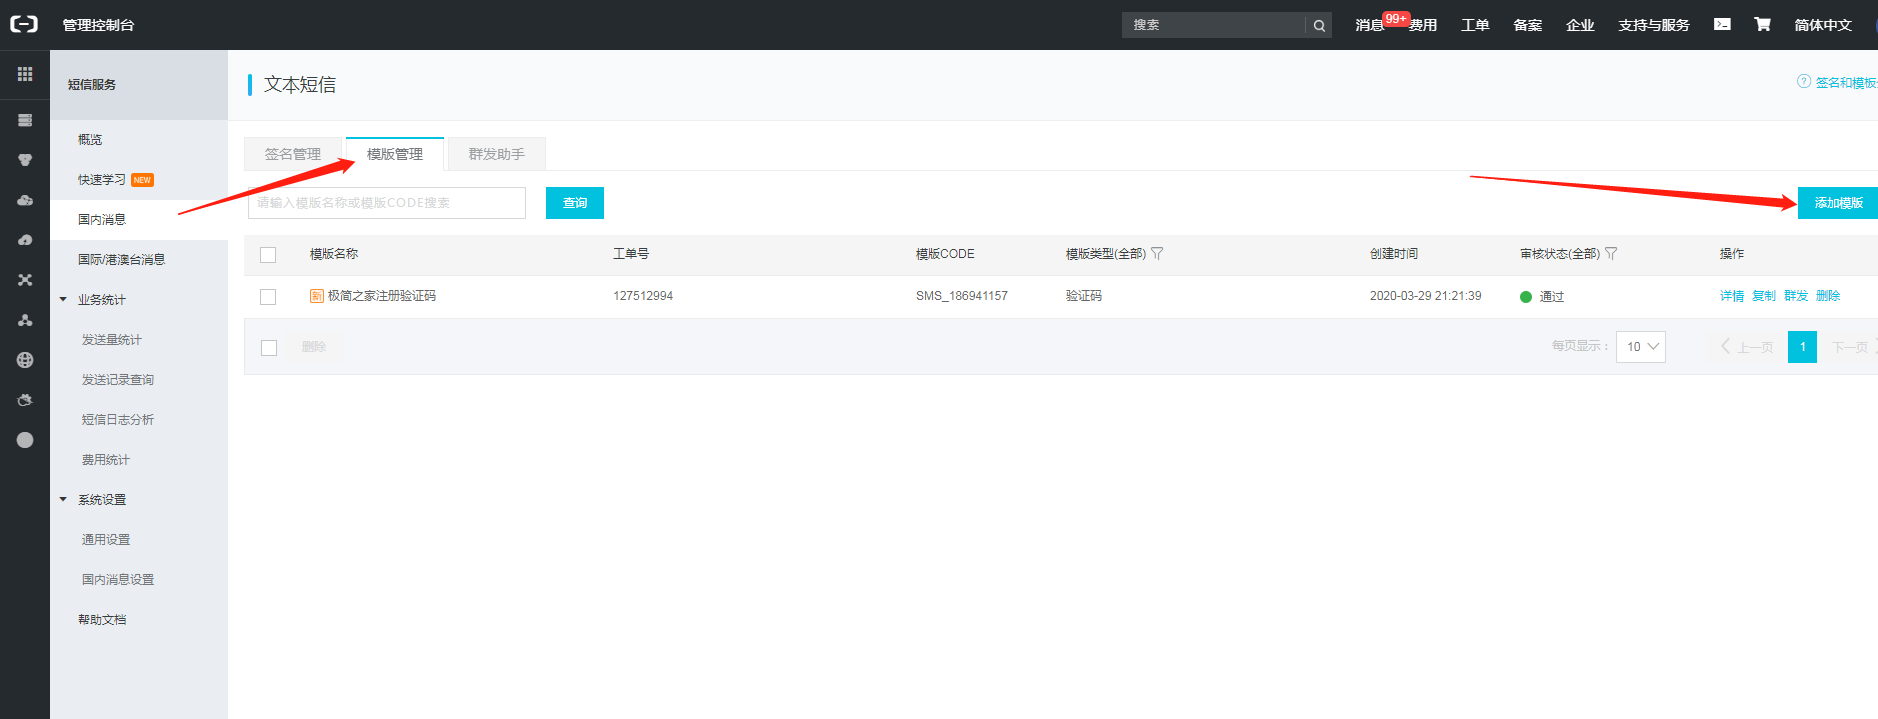 管理控制台
搜索
消息 99+ 费用 工单 备案 企业 支持与服务 简体中文
短信服务
概览
快速学习 NEW
国内消息
国际/港澳台消息
业务统计
发送量统计
发送记录查询
短信日志分析
费用统计
系统设置
通用设置
国内消息设置
帮助文档
文本短信
签名和模板
签名管理 模版管理 群发助手
请输入模版名称或模版CODE搜索 查询 添加模版
模版名称 工单号 模版CODE 模版类型(全部) 创建时间 审核状态(全部) 操作
新 极简之家注册验证码 127512994 SMS_186941157 验证码 2020-03-29 21:21:39 通过 详情 复制 群发 删除
删除 每页显示： 10 上一页 1 下一页